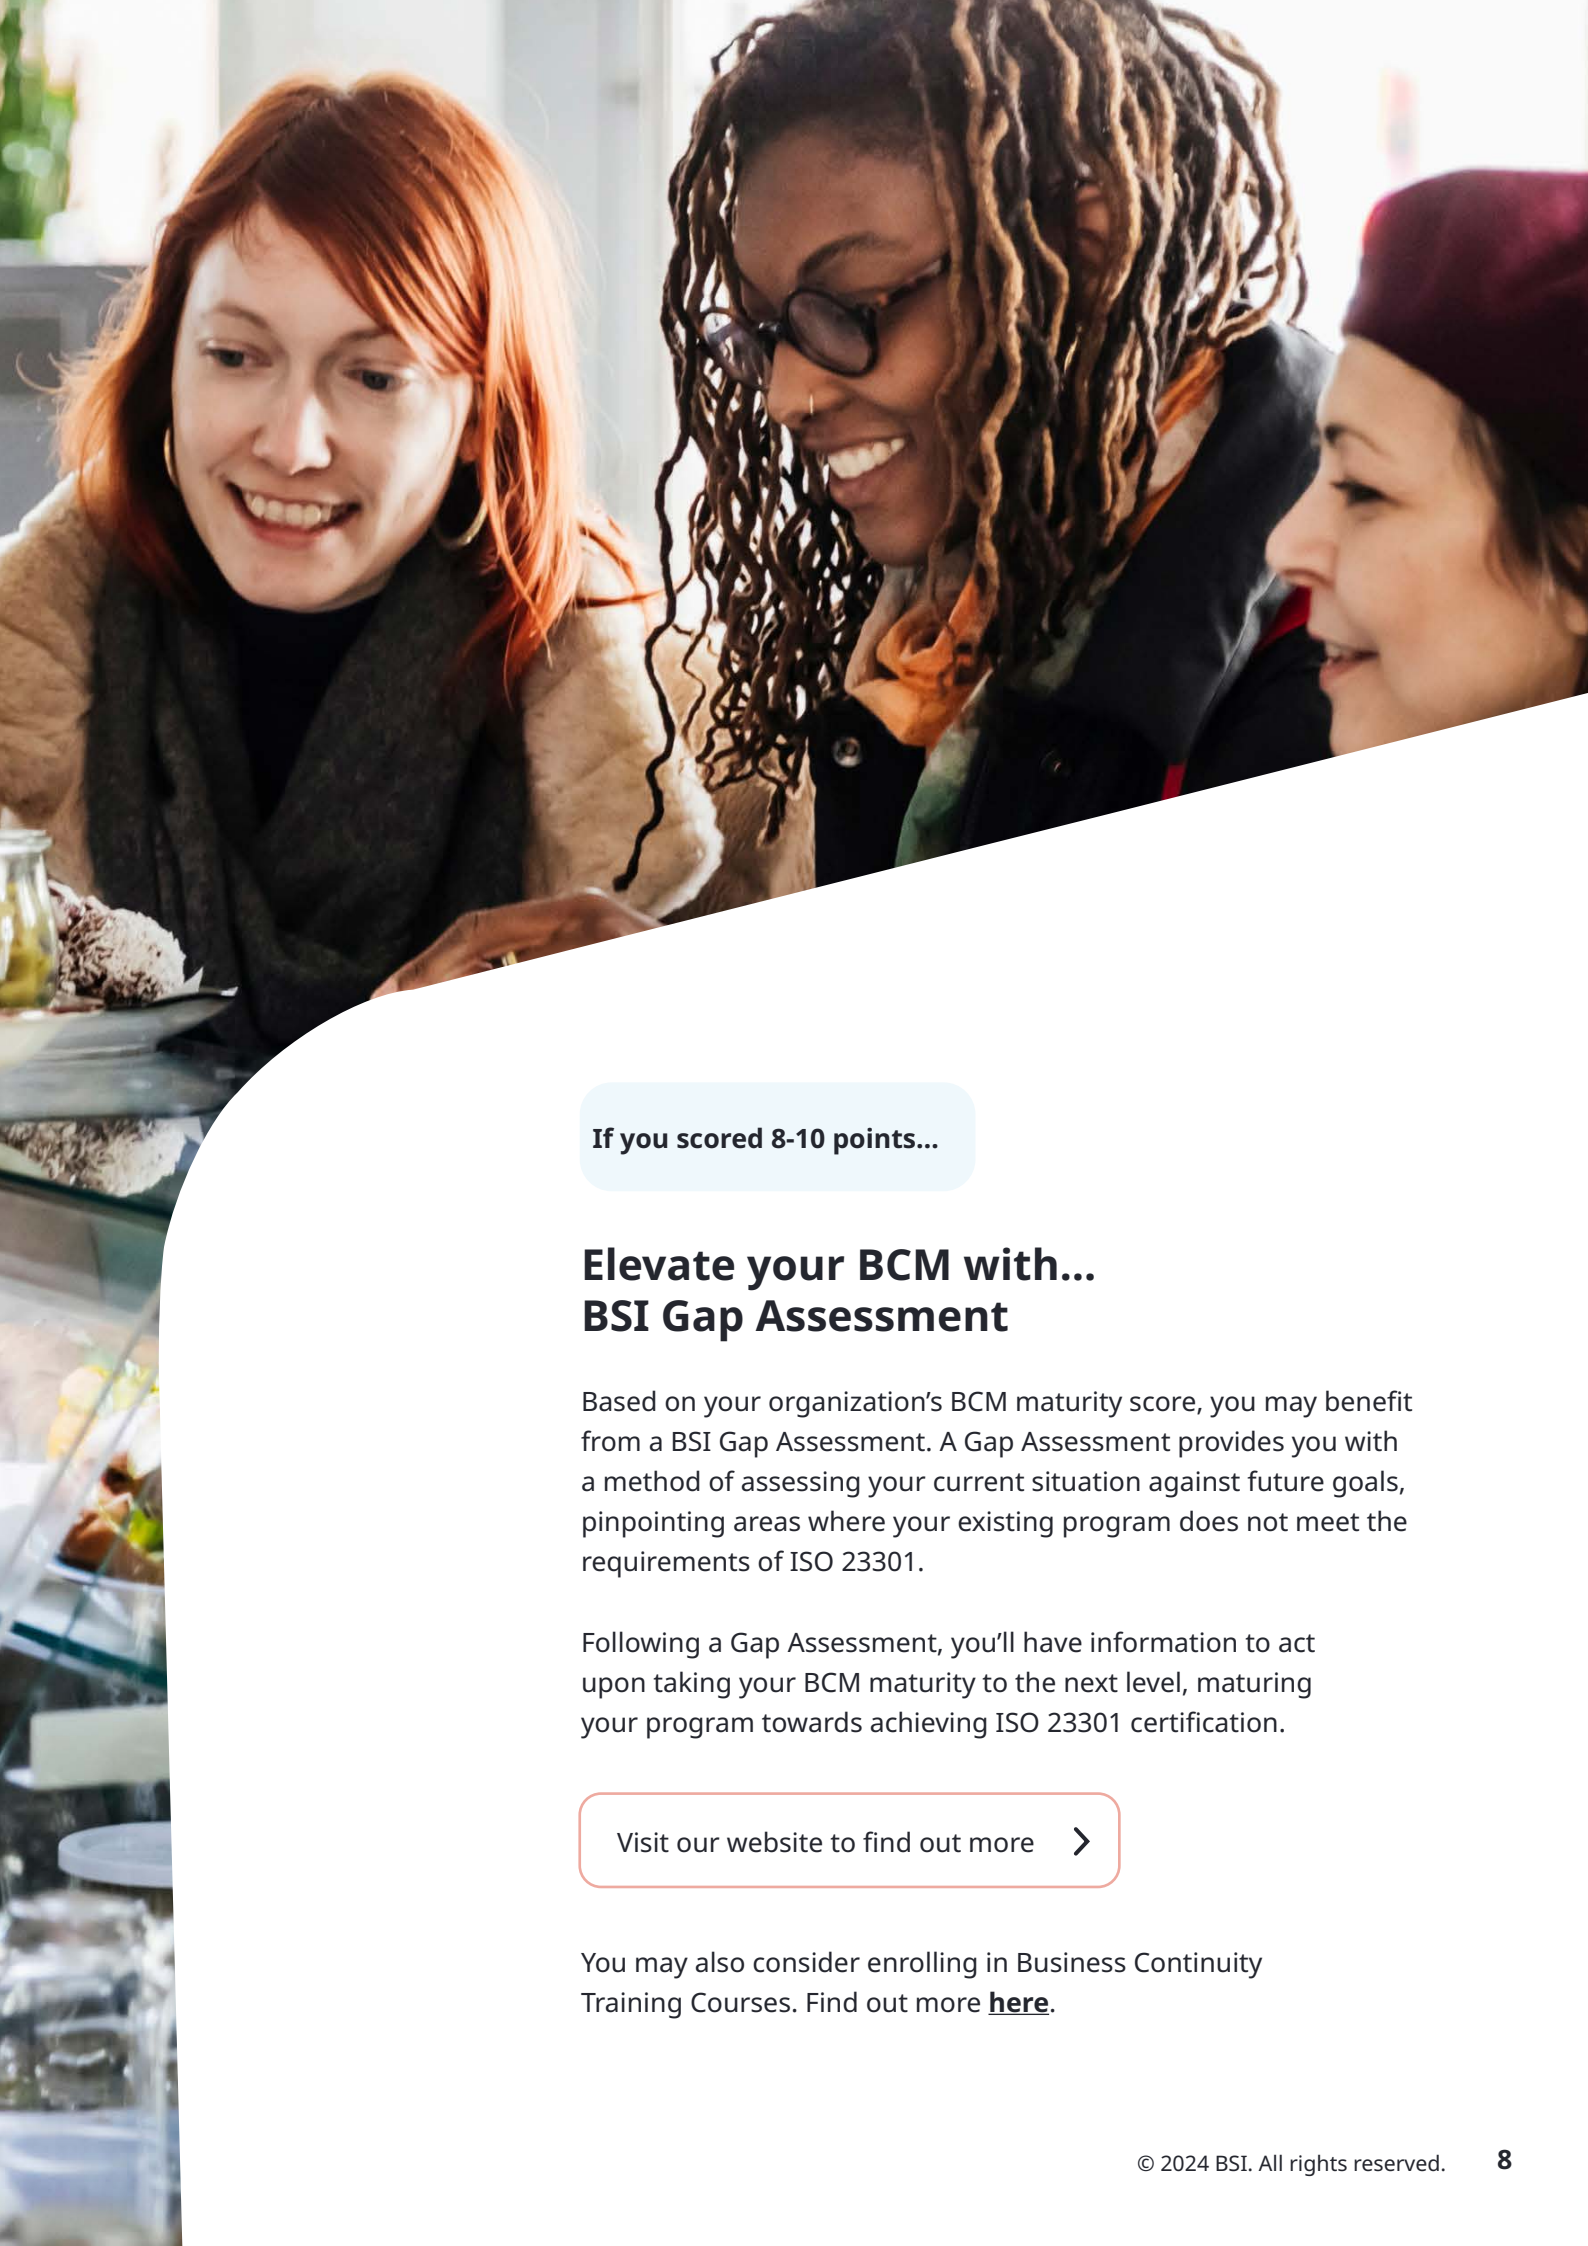 If you scored 8-10 points...
Elevate your BCM with...
BSI Gap Assessment
Based on your organization’s BCM maturity score, you may benefit
from a BSI Gap Assessment. A Gap Assessment provides you with
a method of assessing your current situation against future goals,
pinpointing areas where your existing program does not meet the
requirements of ISO 23301.
Following a Gap Assessment, you’ll have information to act
upon taking your BCM maturity to the next level, maturing
your program towards achieving ISO 23301 certification.
Visit our website to find out more
You may also consider enrolling in Business Continuity
Training Courses. Find out more here.
© 2024 BSI. All rights reserved. 8